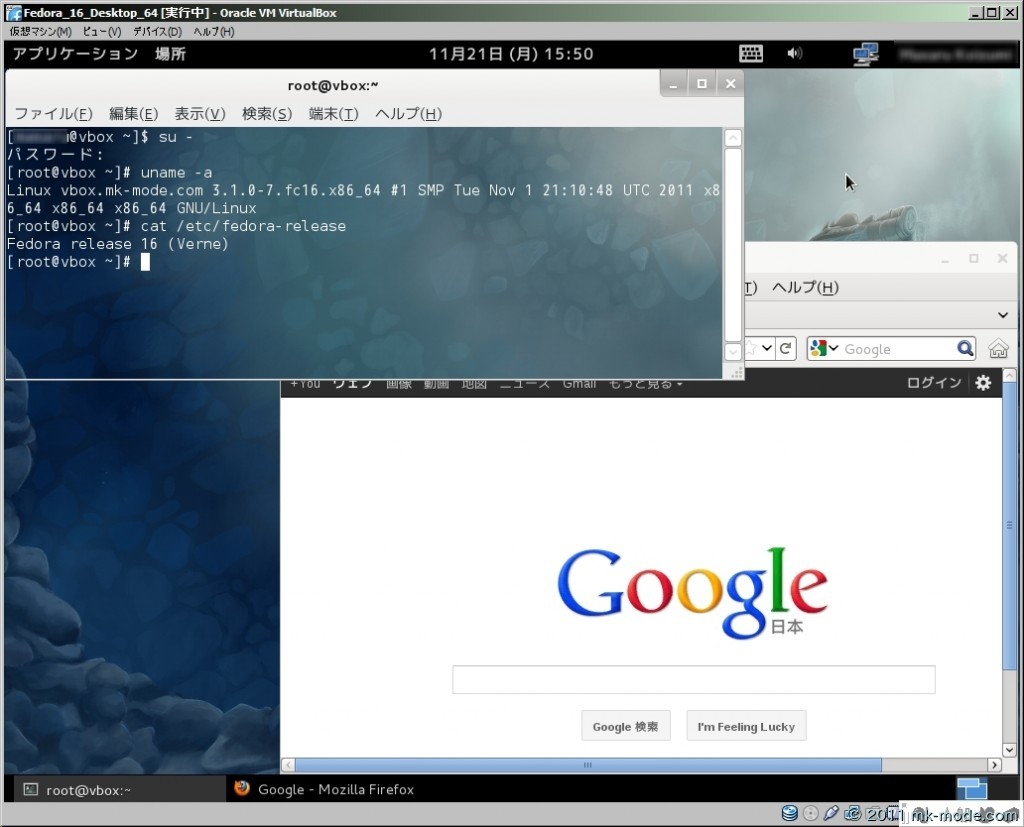 Fedora_16_Desktop_64 [実行中] - Oracle VM VirtualBox
仮想マシン(M) ビュー(V) デバイス(D) ヘルプ(H)
アプリケーション 場所 11月21日 (月) 15:50
root@vbox:~
ファイル(F) 編集(E) 表示(V) 検索(S) 端末(T) ヘルプ(H)
@vbox ~]$ su -
パスワード:
[root@vbox ~]# uname -a
Linux vbox.mk-mode.com 3.1.0-7.fc16.x86_64 #1 SMP Tue Nov 1 21:10:48 UTC 2011 x8
6_64 x86_64 x86_64 GNU/Linux
[root@vbox ~]# cat /etc/fedora-release
Fedora release 16 (Verne)
[root@vbox ~]#
T) ヘルプ(H)
Google
+You ウェブ 画像 動画 地図 ニュース Gmail もっと見る ログイン
Google
日本
Google 検索 I'm Feeling Lucky
root@vbox:~ Google - Mozilla Firefox
© 2011 mk-mode.com